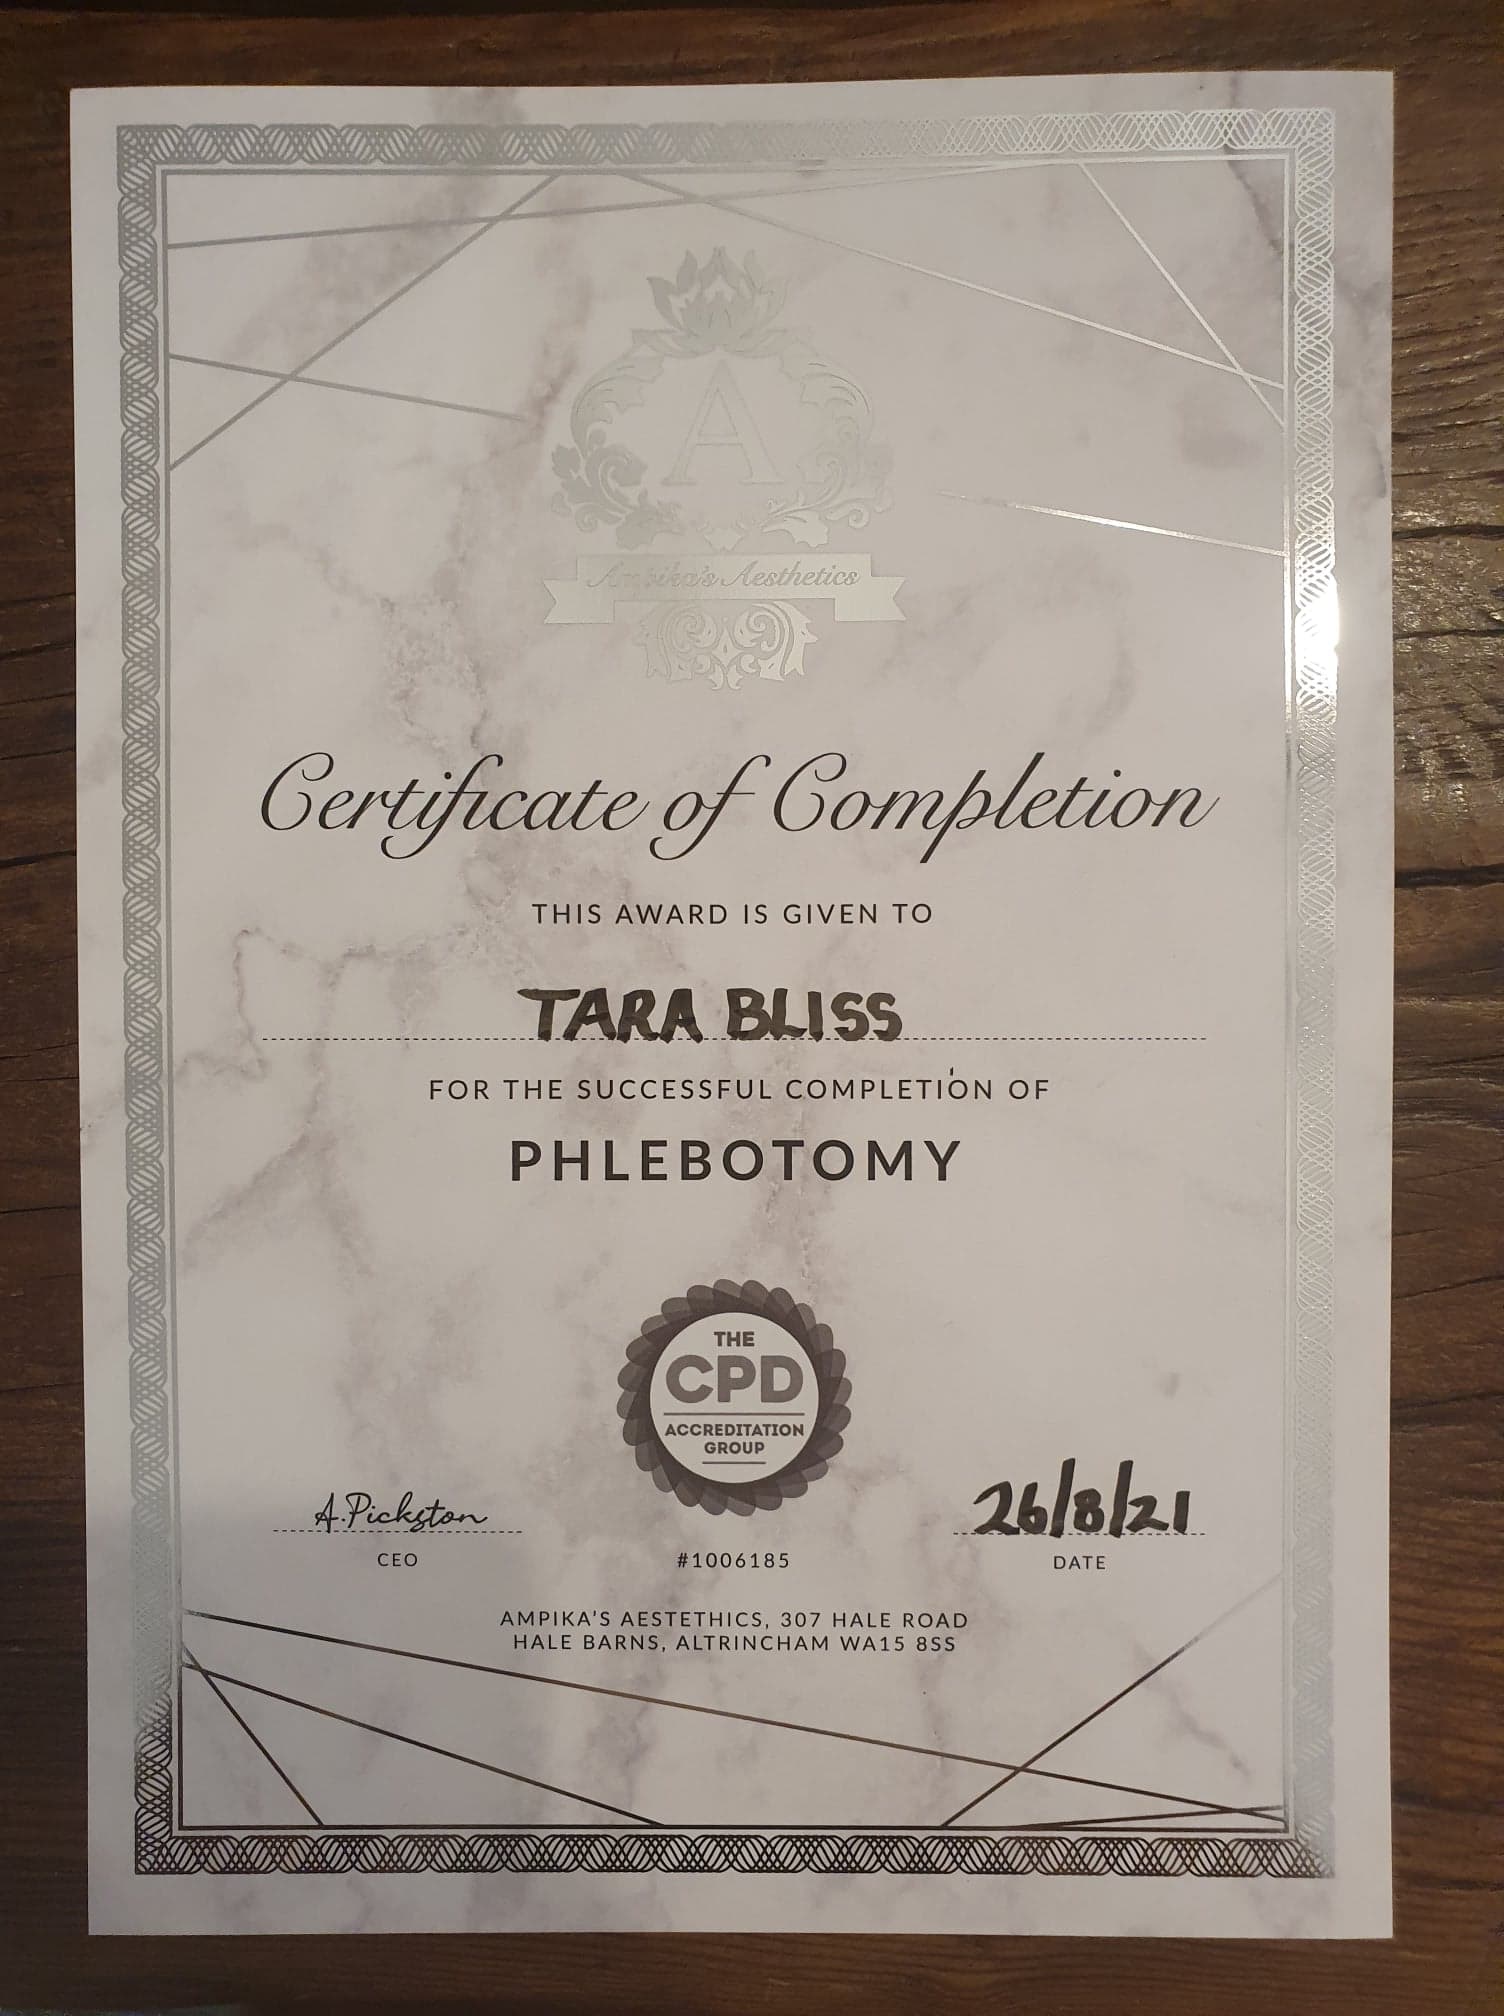 A
Ampika's Aesthetics
Certificate of Completion
THIS AWARD IS GIVEN TO
TARA BLISS
FOR THE SUCCESSFUL COMPLETION OF
PHLEBOTOMY
THE
CPD
ACCREDITATION
GROUP
A.Pickston
26/8/21
CEO
#1006185
DATE
AMPIKA'S AESTETHICS, 307 HALE ROAD
HALE BARNS, ALTRINCHAM WA15 8SS